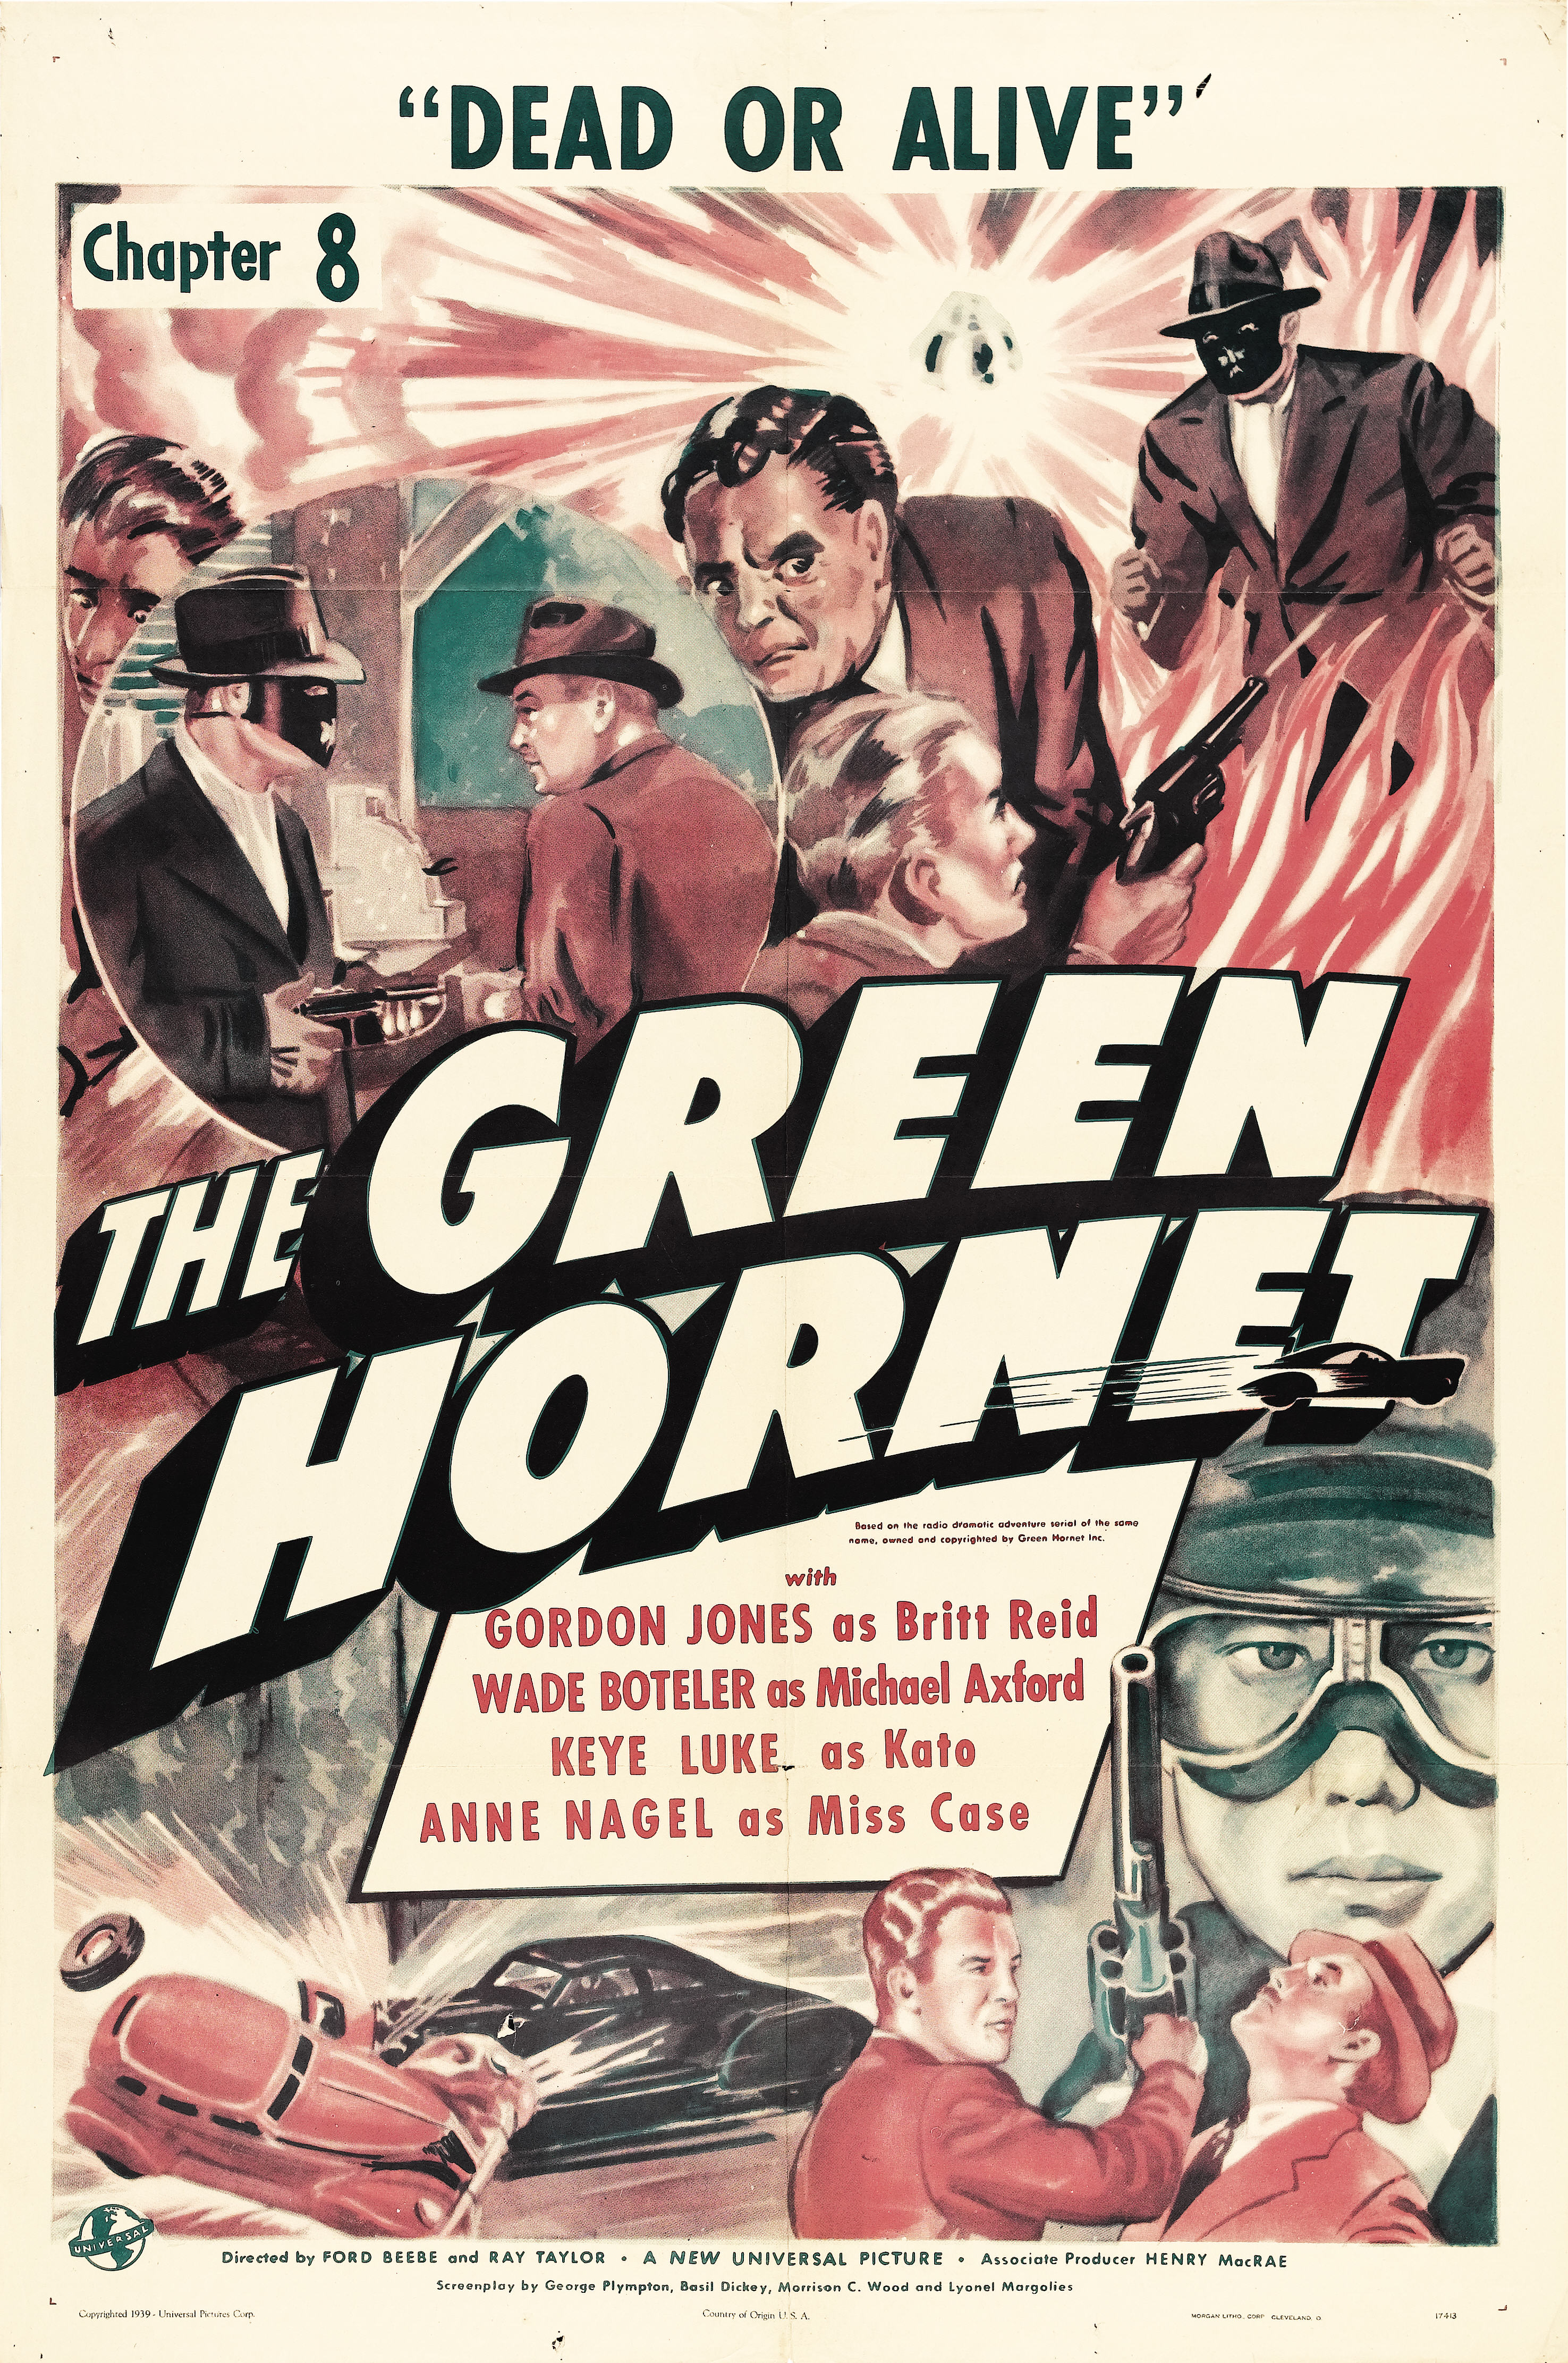 “DEAD OR ALIVE”
Chapter 8
THE GREEN
HORNET
Based on the radio dramatic adventure serial of the same
name, owned and copyrighted by Green Hornet Inc.
with
GORDON JONES as Britt Reid
WADE BOTELER as Michael Axford
KEYE LUKE as Kato
ANNE NAGEL as Miss Case
UNIVERSAL
Directed by FORD BEEBE and RAY TAYLOR • A NEW UNIVERSAL PICTURE • Associate Producer HENRY MacRAE
Screenplay by George Plympton, Basil Dickey, Morrison C. Wood and Lyonel Margolies
Copyrighted 1939 - Universal Pictures Corp.
Country of Origin U. S. A.
MORGAN LITHO. CORP CLEVELAND, O
17413